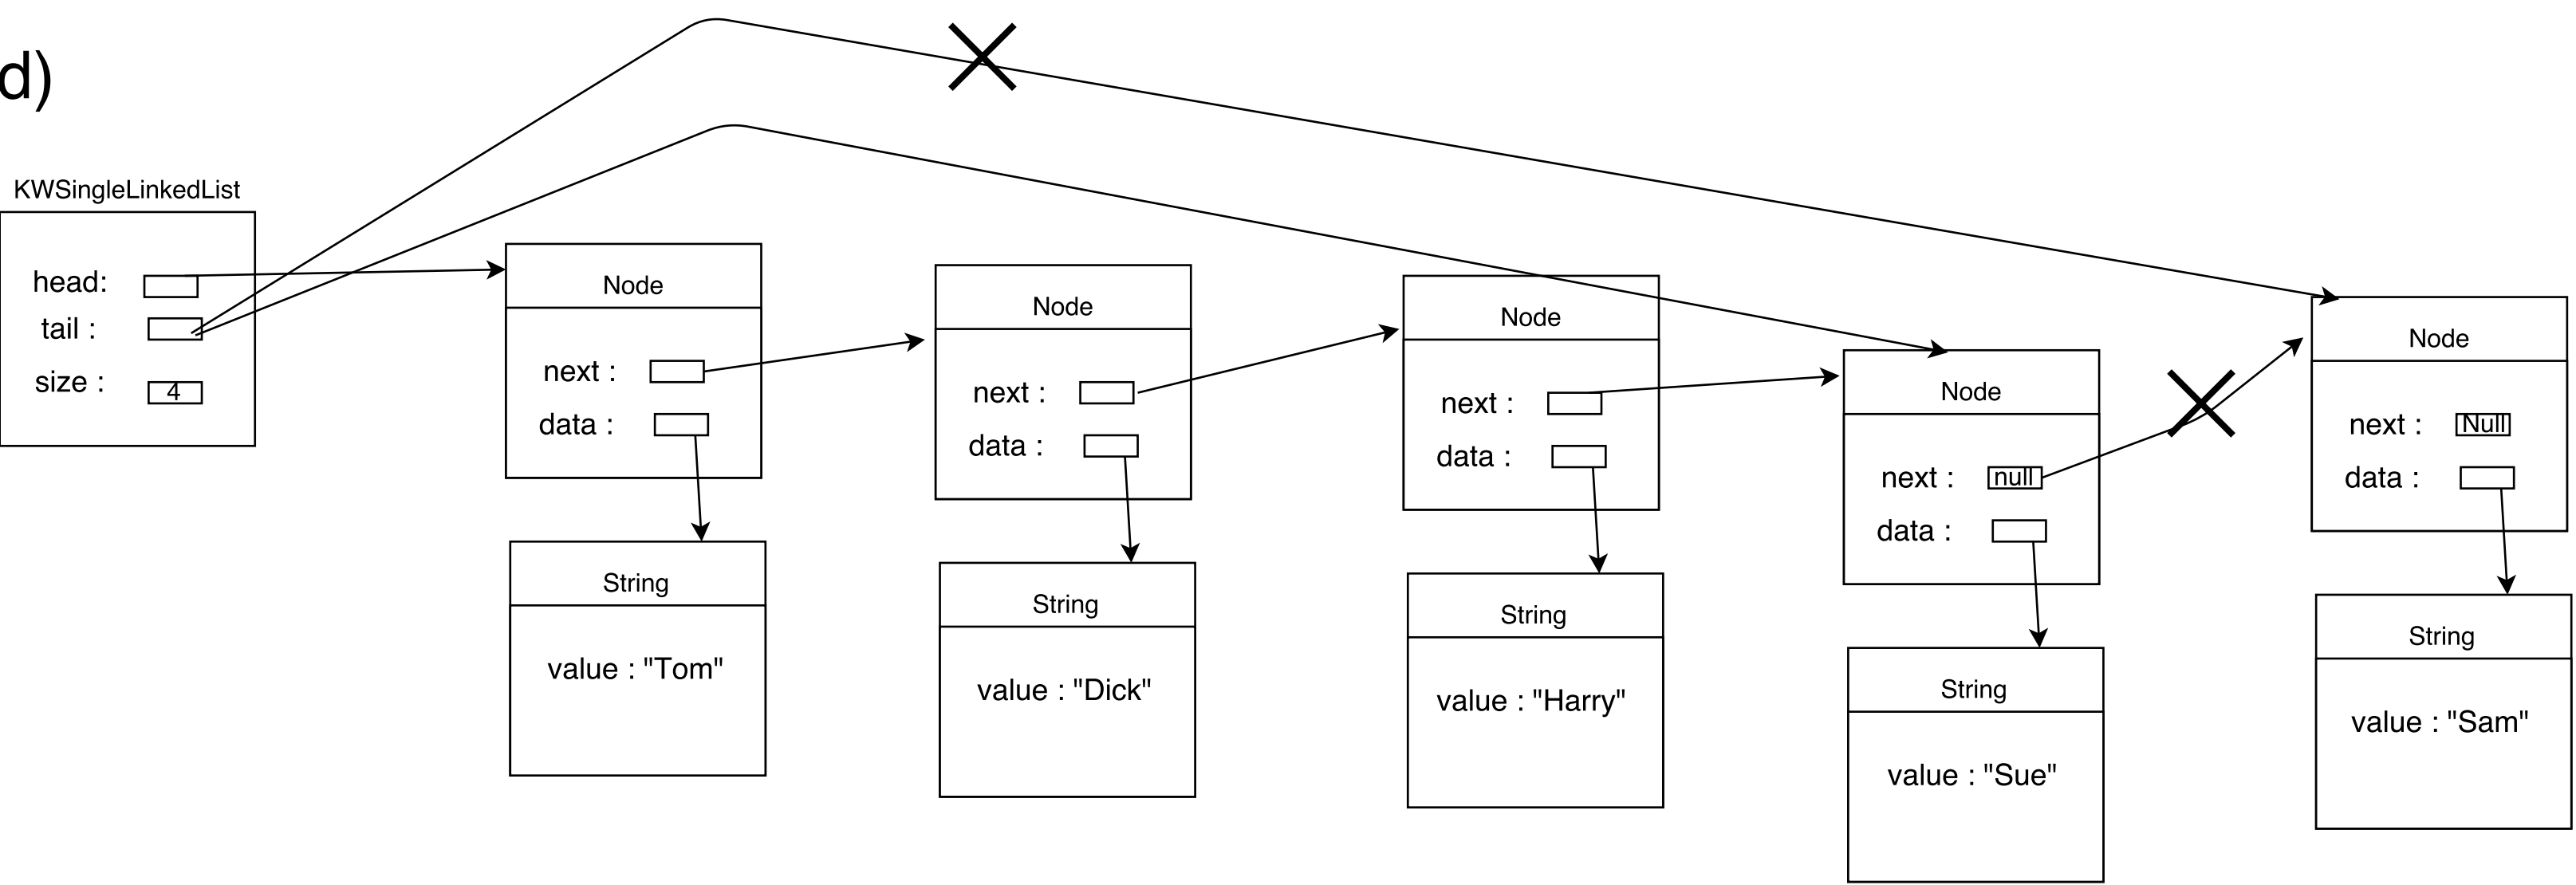 d)
KWSingleLinkedList
head:
tail :
size : 4
Node
next :
data :
String
value : "Tom"
Node
next :
data :
String
value : "Dick"
Node
next :
data :
String
value : "Harry"
Node
next : null
data :
String
value : "Sue"
Node
next : Null
data :
String
value : "Sam"